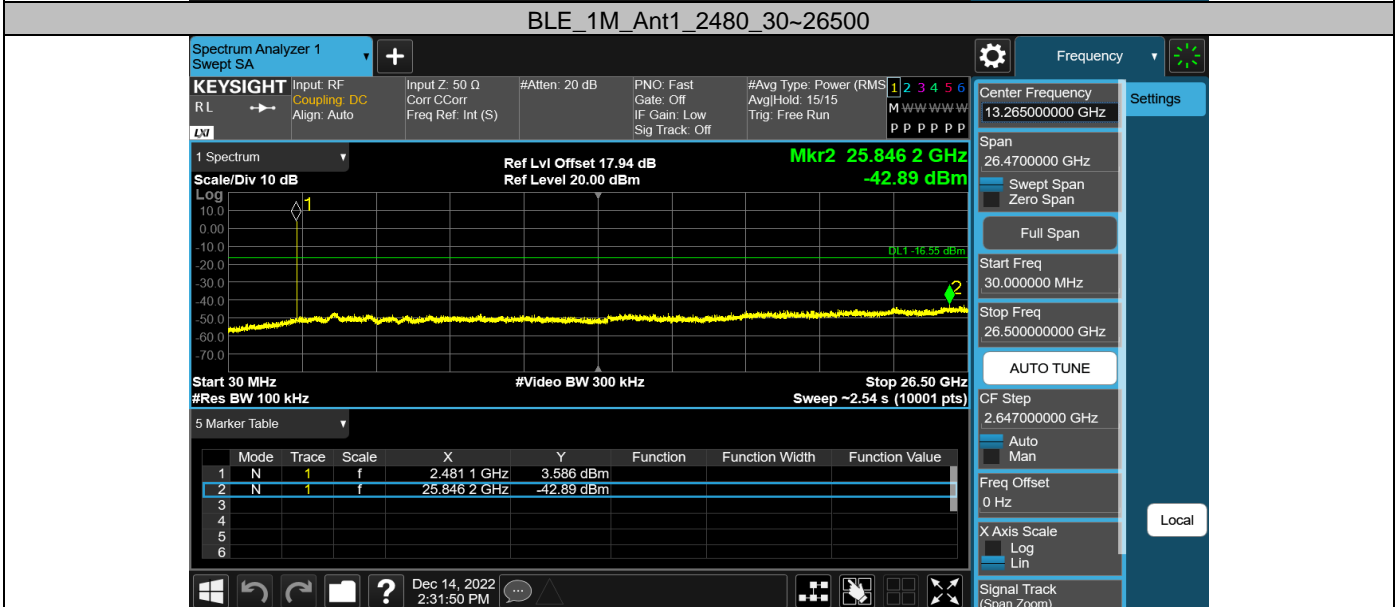 BLE_1M_Ant1_2480_30~26500
Spectrum Analyzer 1
Swept SA
+
Frequency
KEYSIGHT
RL
LXI
Input: RF
Coupling: DC
Align: Auto
Input Z: 50 Ω
Corr CCorr
Freq Ref: Int (S)
#Atten: 20 dB
PNO: Fast
Gate: Off
IF Gain: Low
Sig Track: Off
#Avg Type: Power (RMS
Avg|Hold: 15/15
Trig: Free Run
1 2 3 4 5 6
M W W W W W
P P P P P P
1 Spectrum
Scale/Div 10 dB
Ref Lvl Offset 17.94 dB
Ref Level 20.00 dBm
Mkr2 25.846 2 GHz
-42.89 dBm
Log
10.0
0.00
-10.0
-20.0
-30.0
-40.0
-50.0
-60.0
-70.0
1
DL1 -16.55 dBm
2
Start 30 MHz
#Video BW 300 kHz
Stop 26.50 GHz
#Res BW 100 kHz
Sweep ~2.54 s (10001 pts)
5 Marker Table
Mode Trace Scale X Y Function Function Width Function Value
1 N 1 f 2.481 1 GHz 3.586 dBm
2 N 1 f 25.846 2 GHz -42.89 dBm
3
4
5
6
?
Dec 14, 2022
2:31:50 PM
Center Frequency
13.265000000 GHz
Span
26.4700000 GHz
Swept Span
Zero Span
Full Span
Start Freq
30.000000 MHz
Stop Freq
26.500000000 GHz
AUTO TUNE
CF Step
2.647000000 GHz
Auto
Man
Freq Offset
0 Hz
X Axis Scale
Log
Lin
Signal Track
(Span Zoom)
Settings
Local